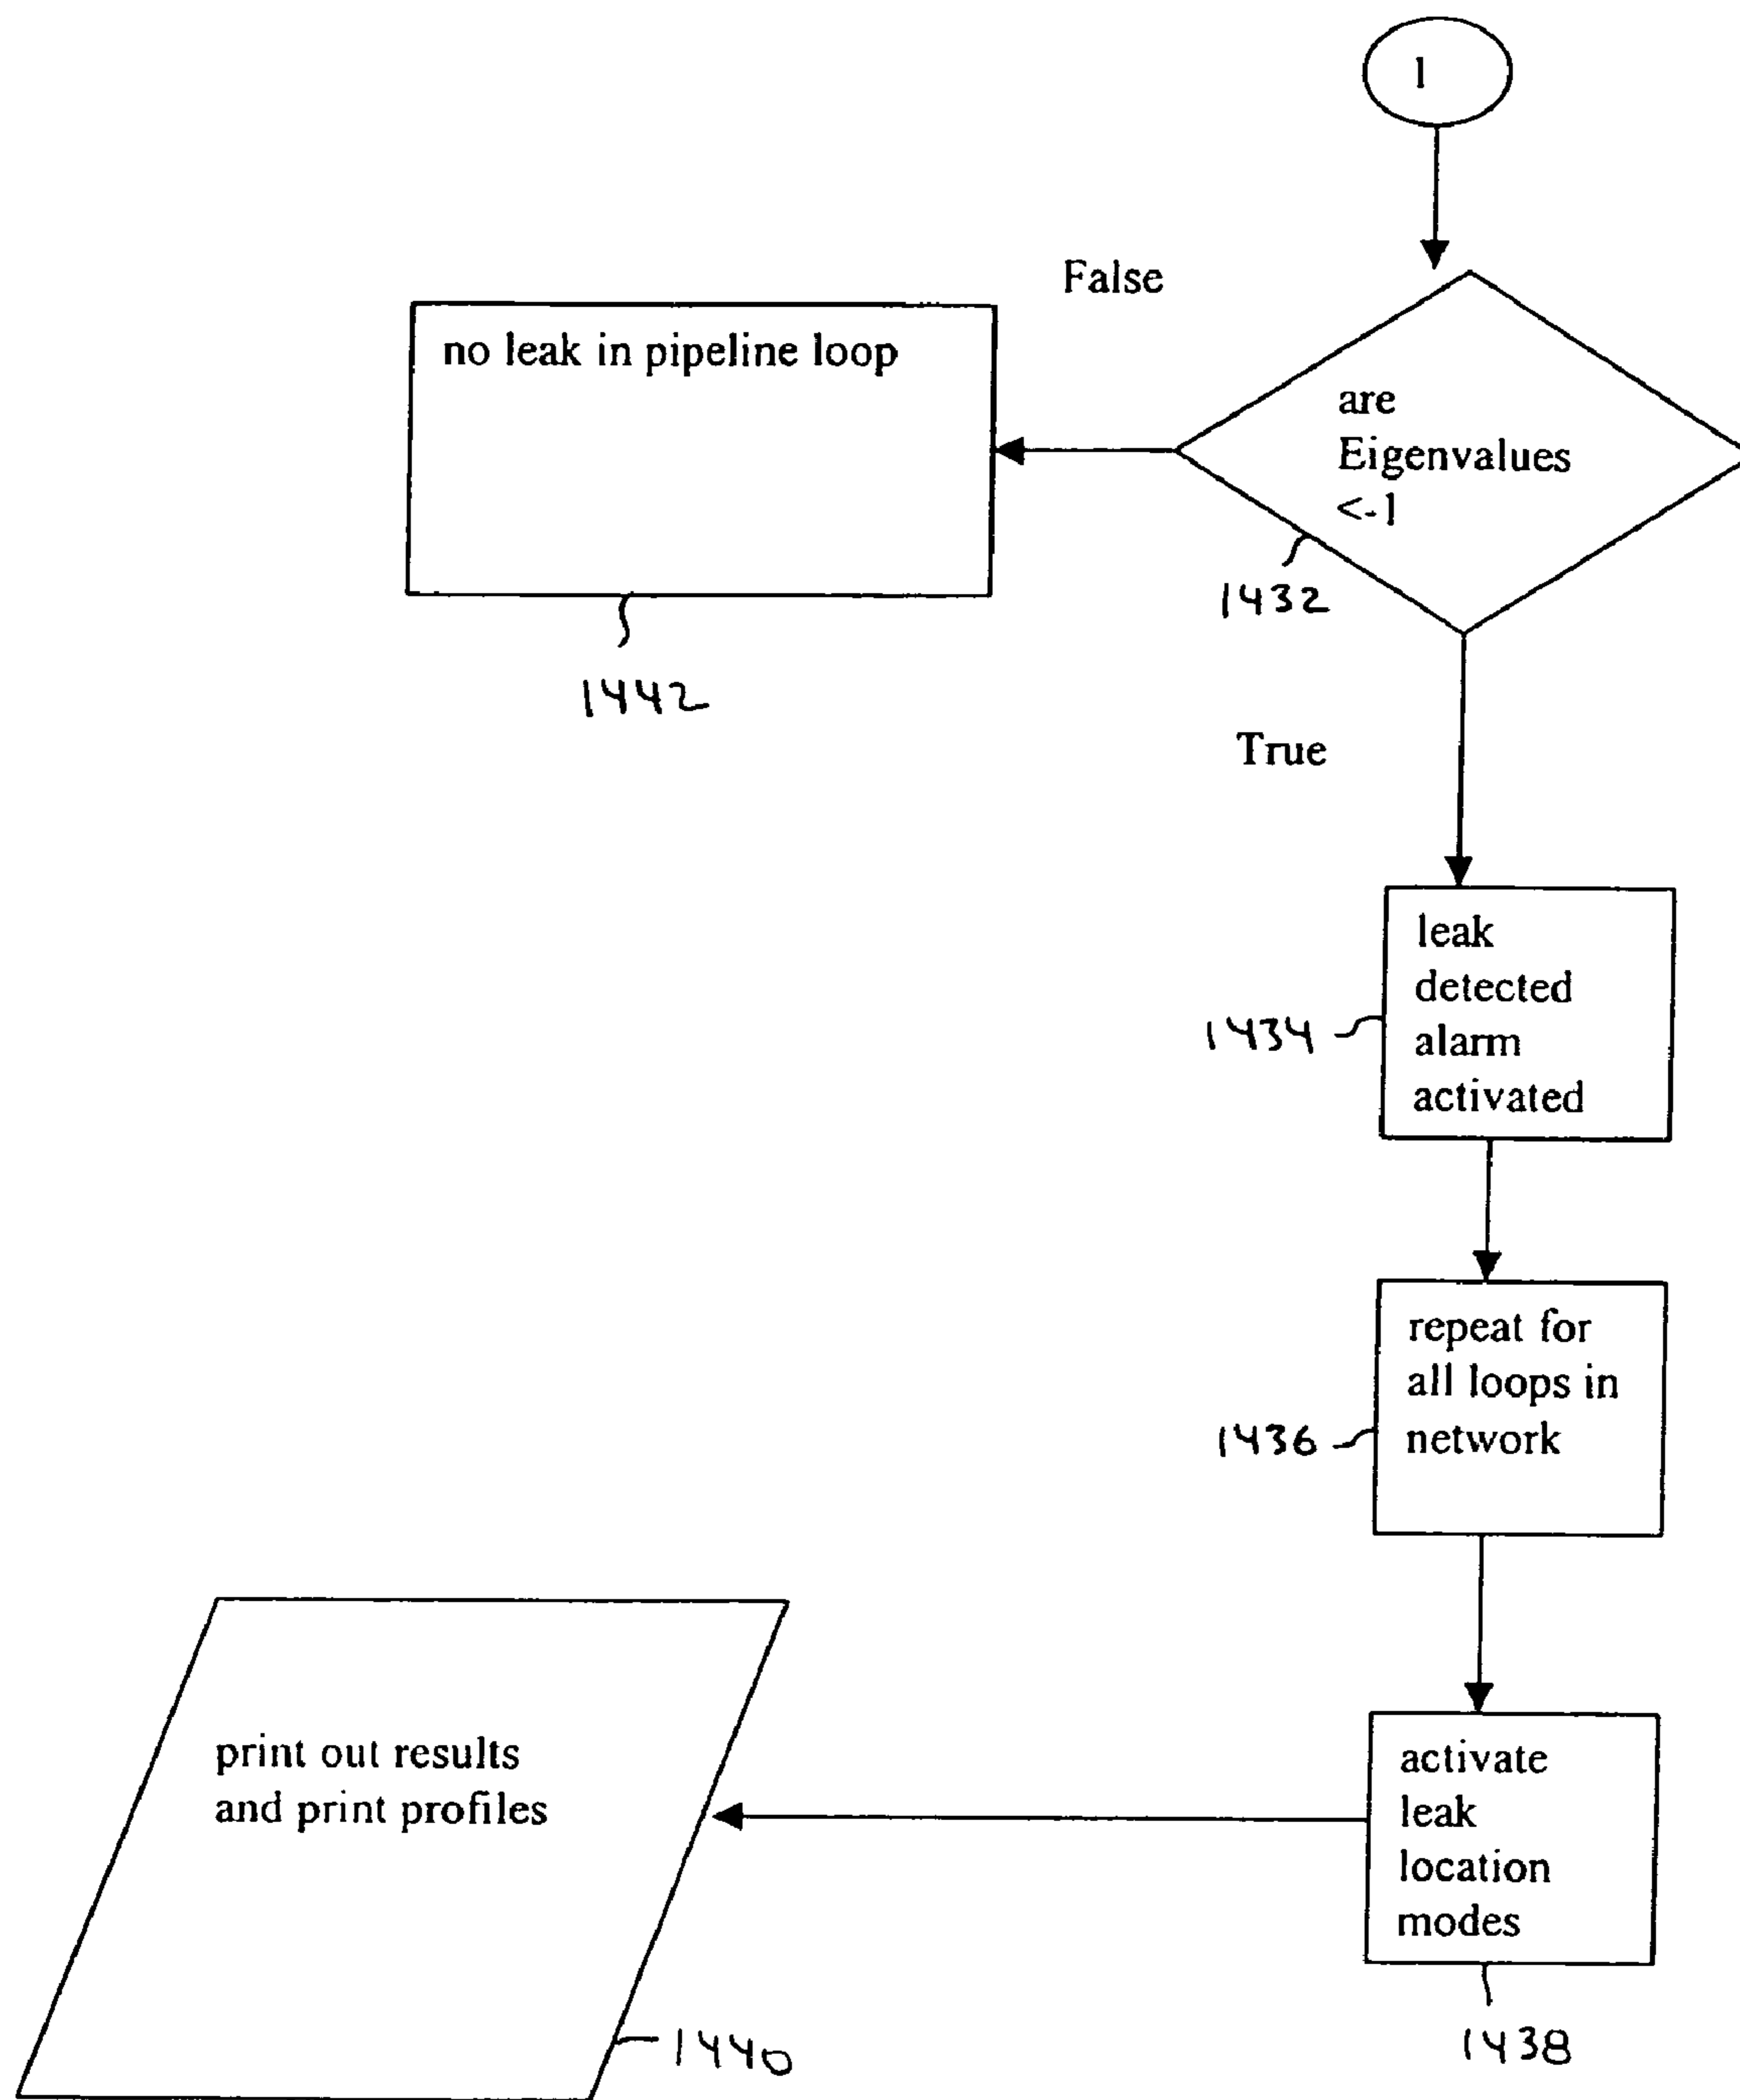 1
False
no leak in pipeline loop
are
Eigenvalues
<-1
1432
1442
True
leak
detected
alarm
activated
1434
repeat for
all loops in
network
1436
print out results
and print profiles
activate
leak
location
modes
1440
1438